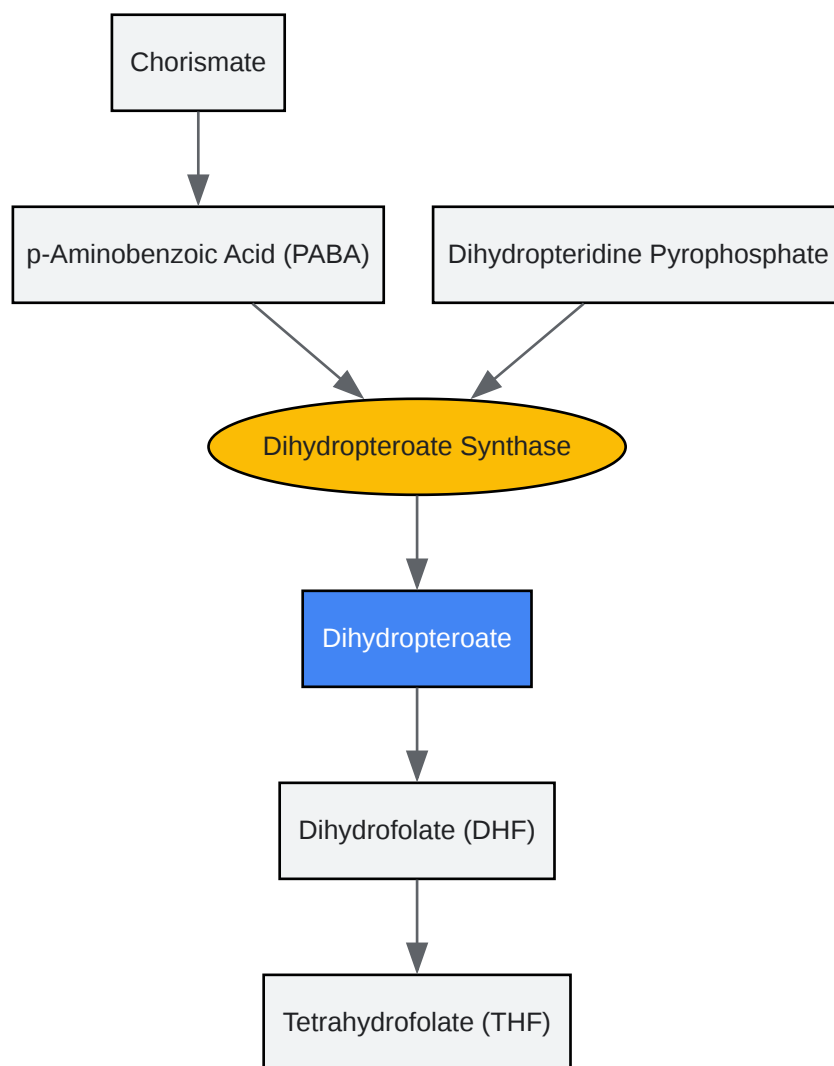 Chorismate
p-Aminobenzoic Acid (PABA)
Dihydropteridine Pyrophosphate
Dihydropteroate Synthase
Dihydropteroate
Dihydrofolate (DHF)
Tetrahydrofolate (THF)